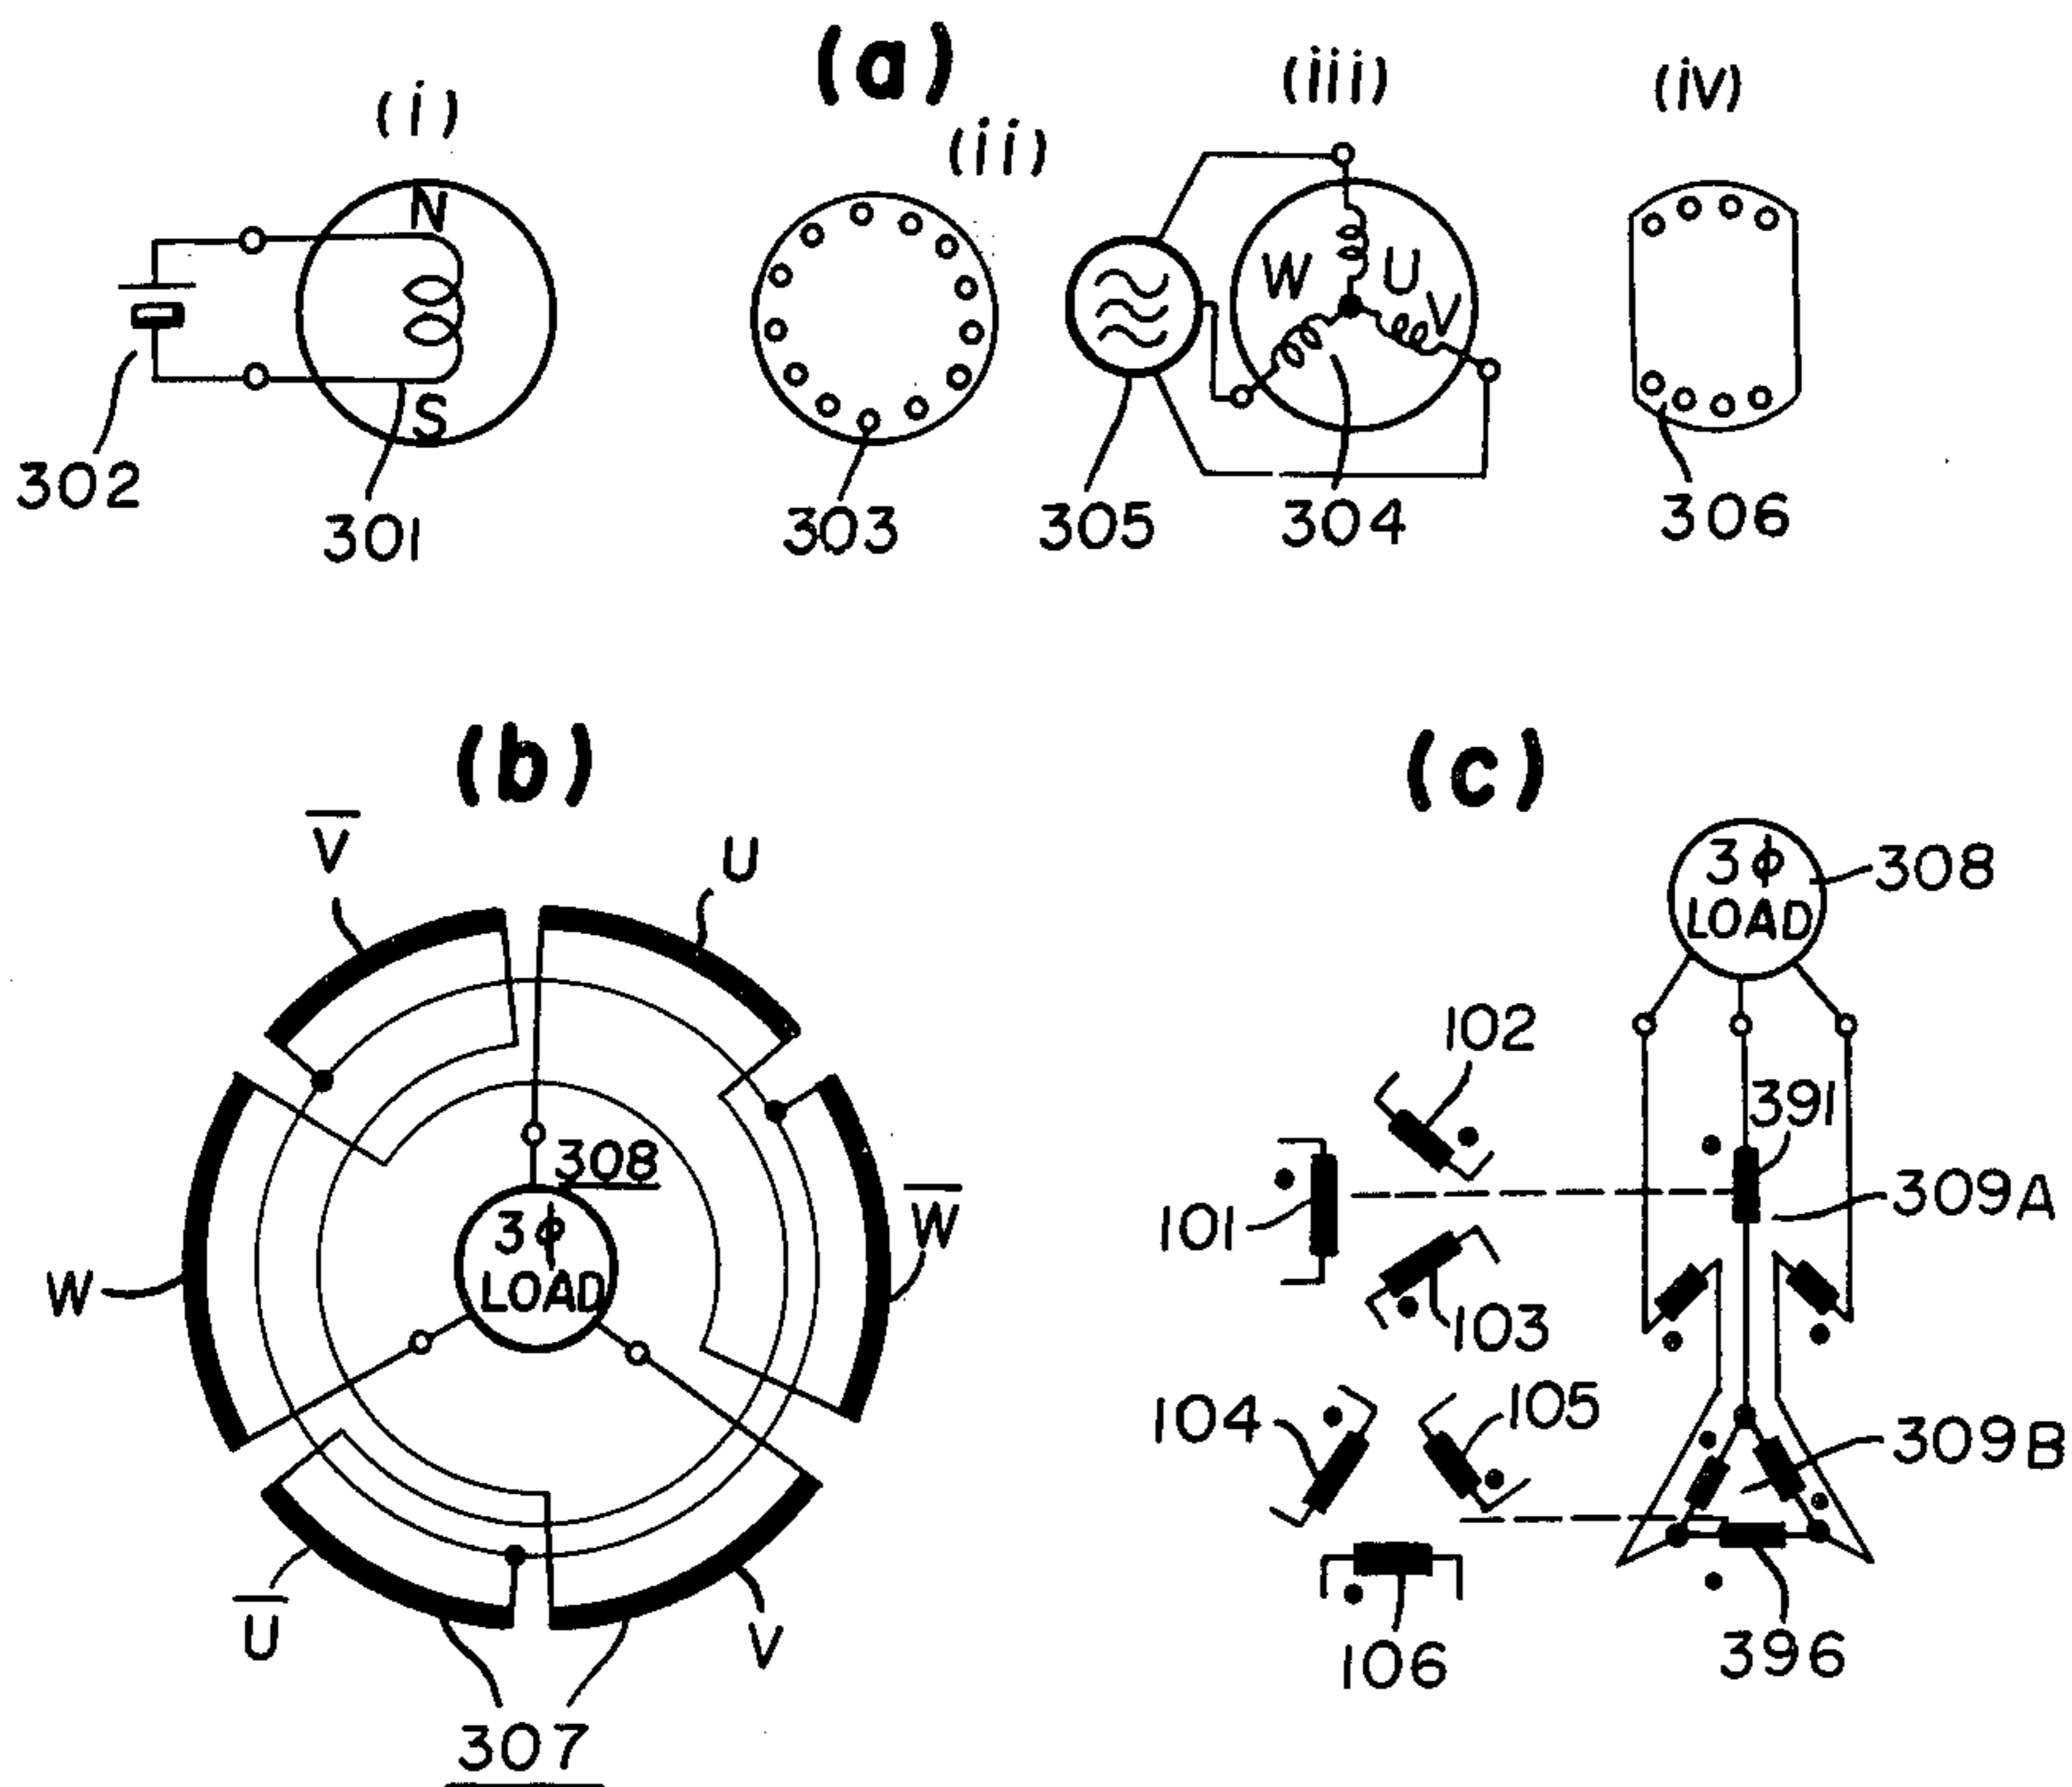 (a)
(i)
(ii)
(iii)
(iv)
N
S
302
301
303
W U
V
305
304
306
(b)
V̅
U
W
W̅
308
3ϕ
LOAD
U̅
V
307
(c)
3ϕ
LOAD
308
102
391
101
309A
103
104
105
309B
106
396